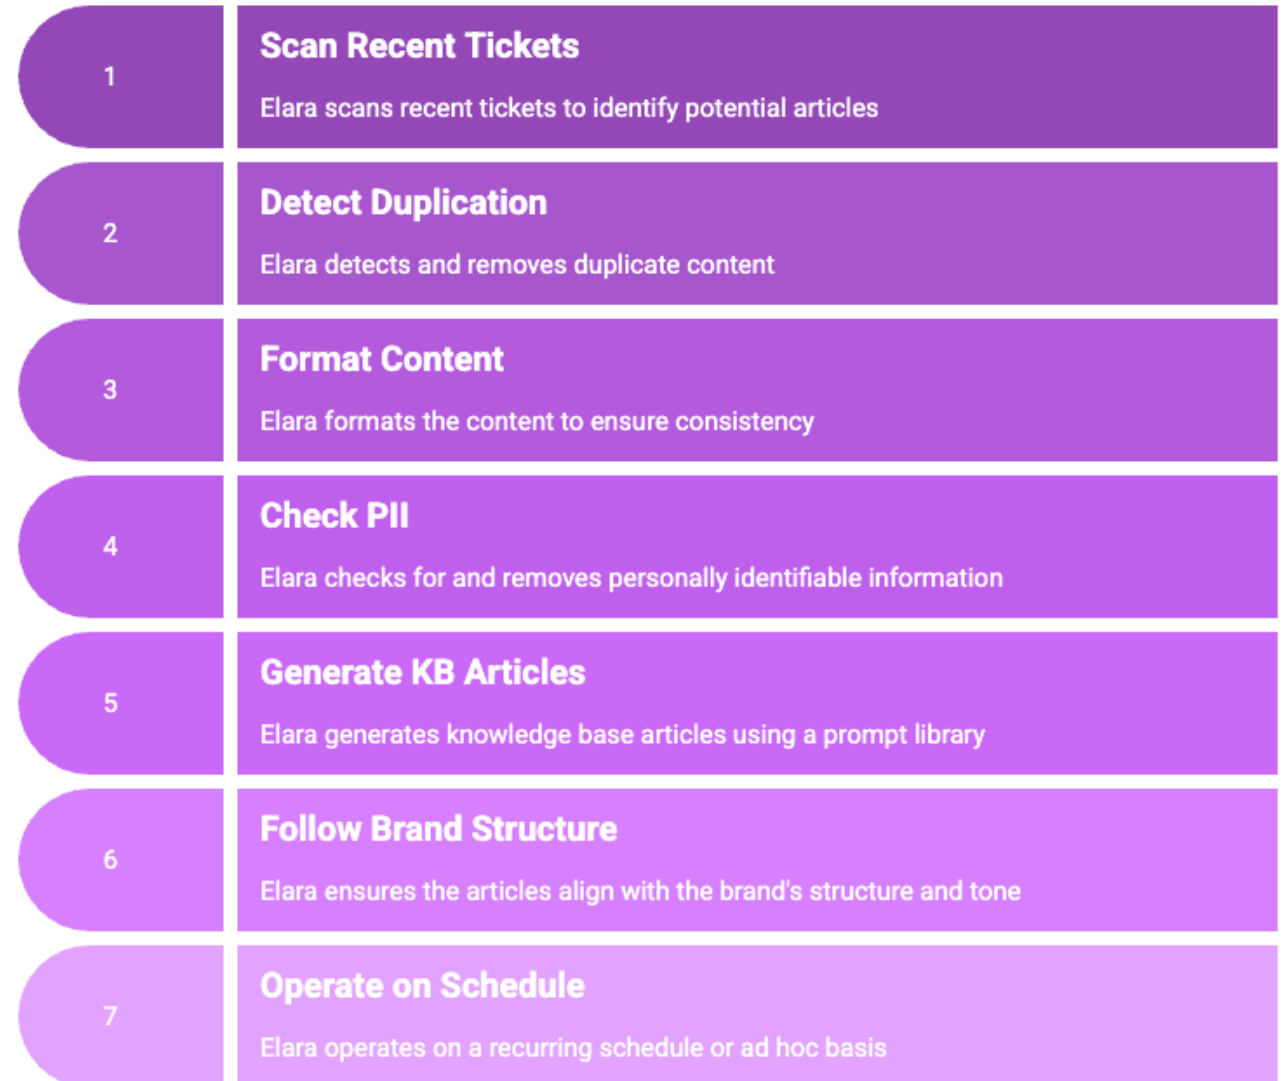 1
Scan Recent Tickets
Elara scans recent tickets to identify potential articles
2
Detect Duplication
Elara detects and removes duplicate content
3
Format Content
Elara formats the content to ensure consistency
4
Check PII
Elara checks for and removes personally identifiable information
5
Generate KB Articles
Elara generates knowledge base articles using a prompt library
6
Follow Brand Structure
Elara ensures the articles align with the brand's structure and tone
7
Operate on Schedule
Elara operates on a recurring schedule or ad hoc basis